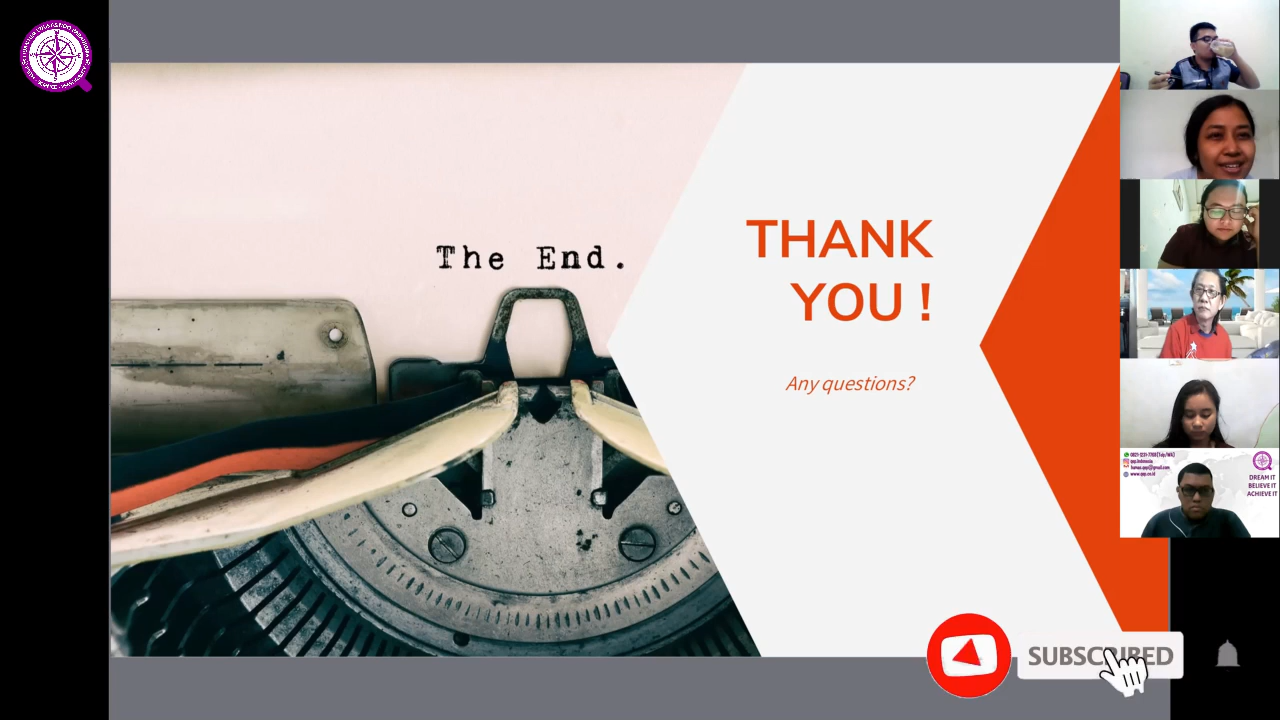 The End.
THANK
YOU !
Any questions?
DREAM IT
BELIEVE IT
ACHIEVE IT
SUBSCRIBED